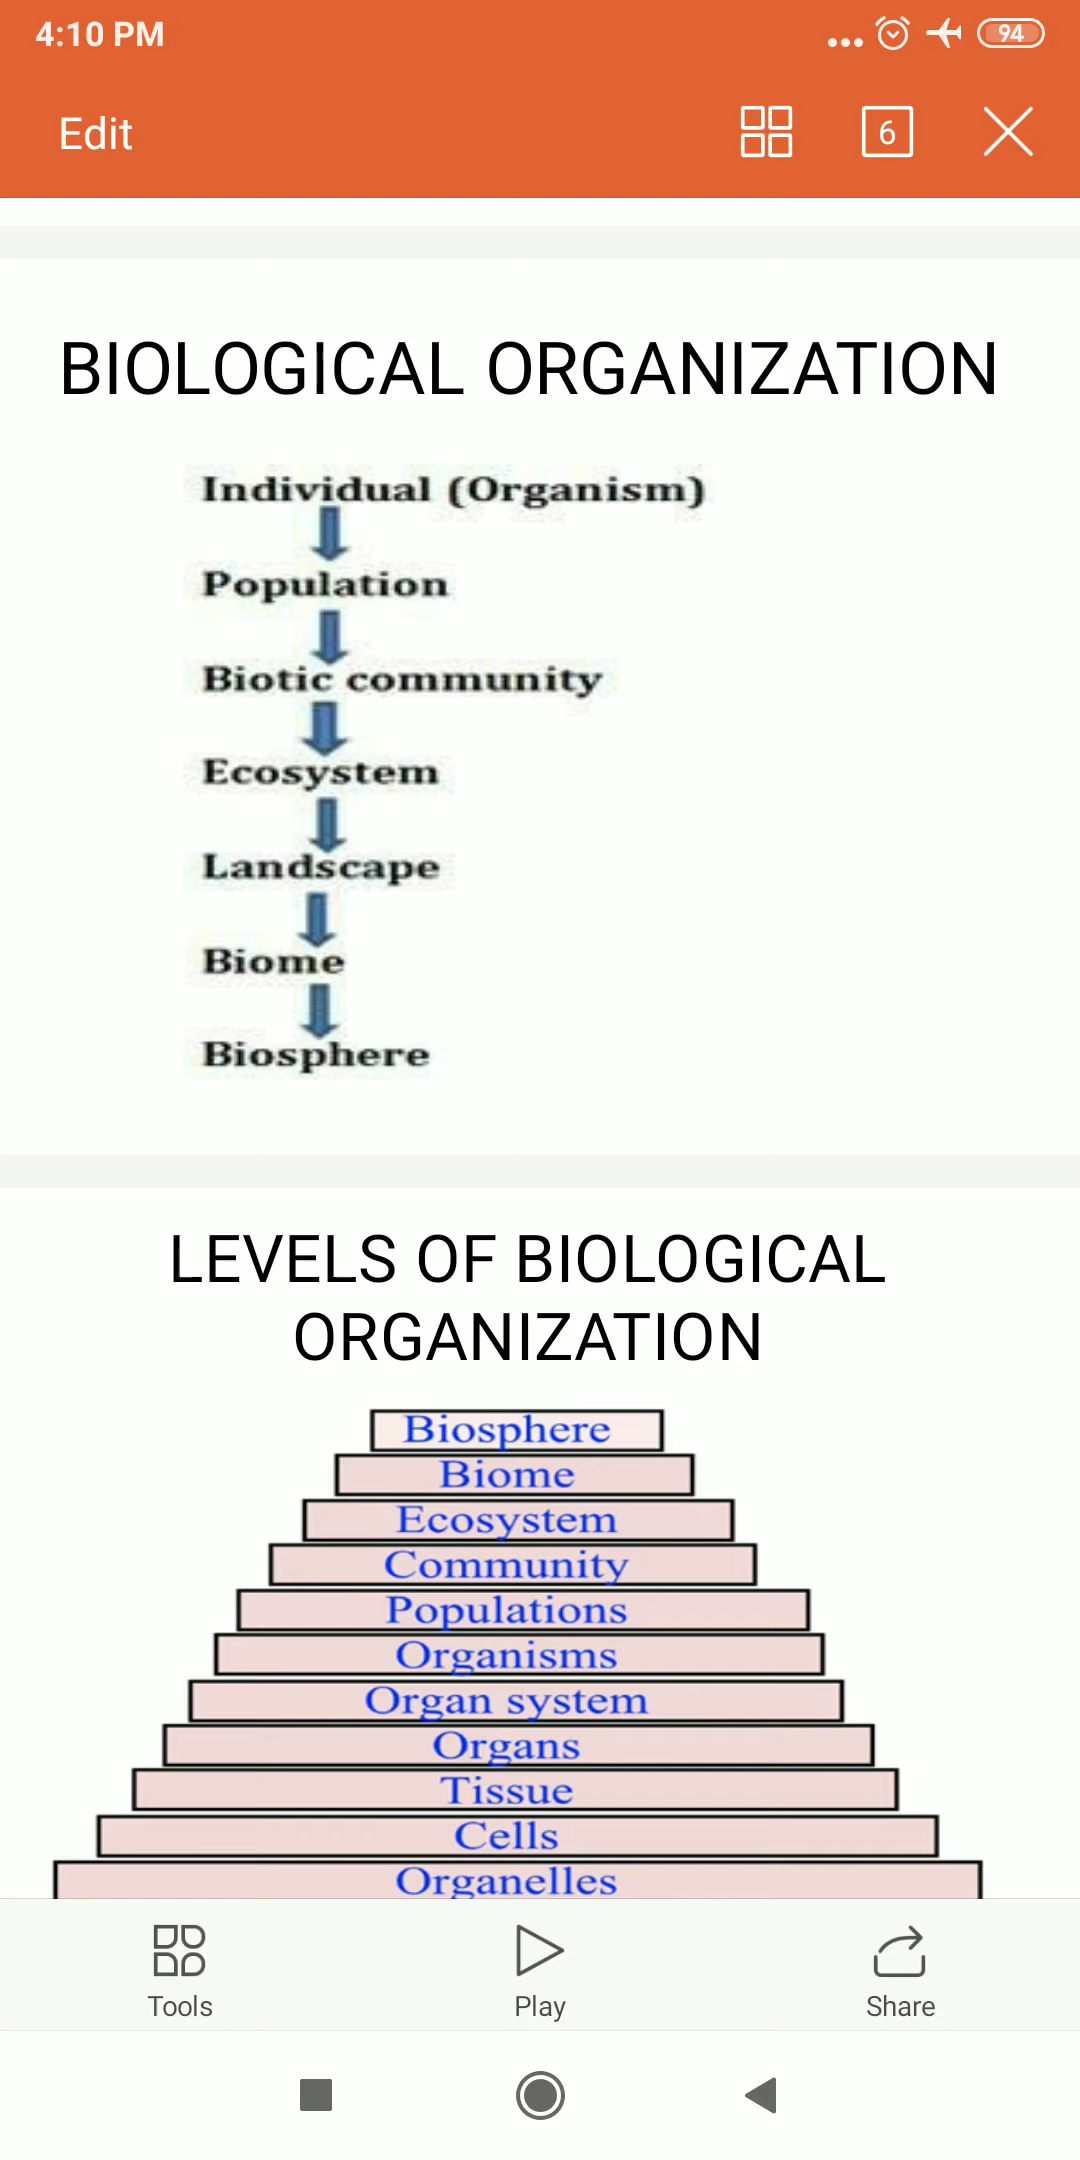 4:10 PM
94
Edit
6
BIOLOGICAL ORGANIZATION
Individual (Organism)
Population
Biotic community
Ecosystem
Landscape
Biome
Biosphere
LEVELS OF BIOLOGICAL
ORGANIZATION
Biosphere
Biome
Ecosystem
Community
Populations
Organisms
Organ system
Organs
Tissue
Cells
Organelles
Tools
Play
Share